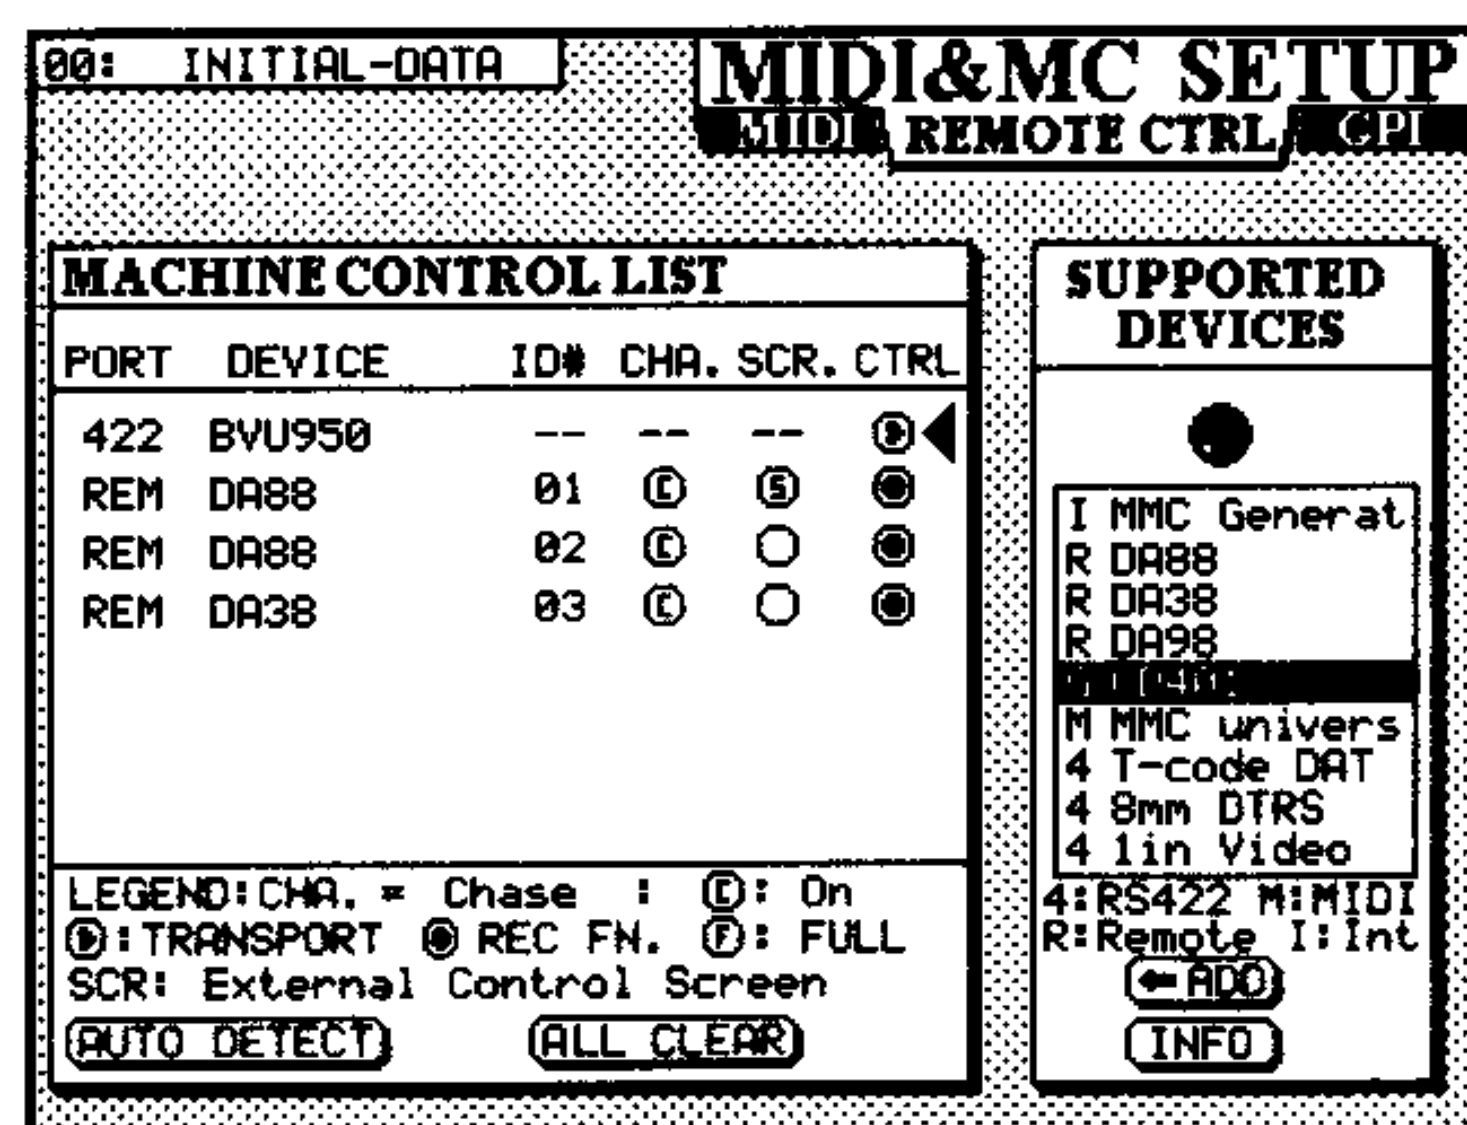 00: INITIAL-DATA
MIDI&MC SETUP
MIDI REMOTE CTRL
MACHINE CONTROL LIST
PORT DEVICE ID# CHA. SCR. CTRL
422 BVU950 -- -- --
REM DA88 01 C S
REM DA88 02 C
REM DA38 03 C
LEGEND:CHA. = Chase : C: On
:TRANSPORT REC FN. F: FULL
SCR: External Control Screen
AUTO DETECT ALL CLEAR
SUPPORTED
DEVICES
I MMC Generat
R DA88
R DA38
R DA98
M MMC univers
4 T-code DAT
4 8mm DTRS
4 1in Video
4:RS422 M:MIDI
R:Remote I:Int
ADD
INFO